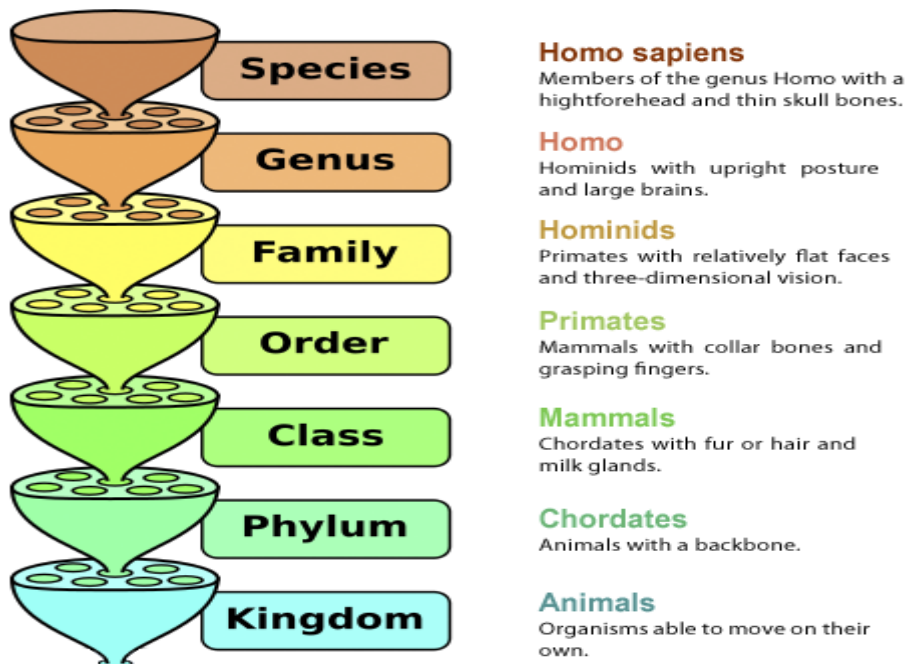 Species
Homo sapiens
Members of the genus Homo with a
hightforehead and thin skull bones.
Genus
Homo
Hominids with upright posture
and large brains.
Family
Hominids
Primates with relatively flat faces
and three-dimensional vision.
Order
Primates
Mammals with collar bones and
grasping fingers.
Class
Mammals
Chordates with fur or hair and
milk glands.
Phylum
Chordates
Animals with a backbone.
Kingdom
Animals
Organisms able to move on their
own.